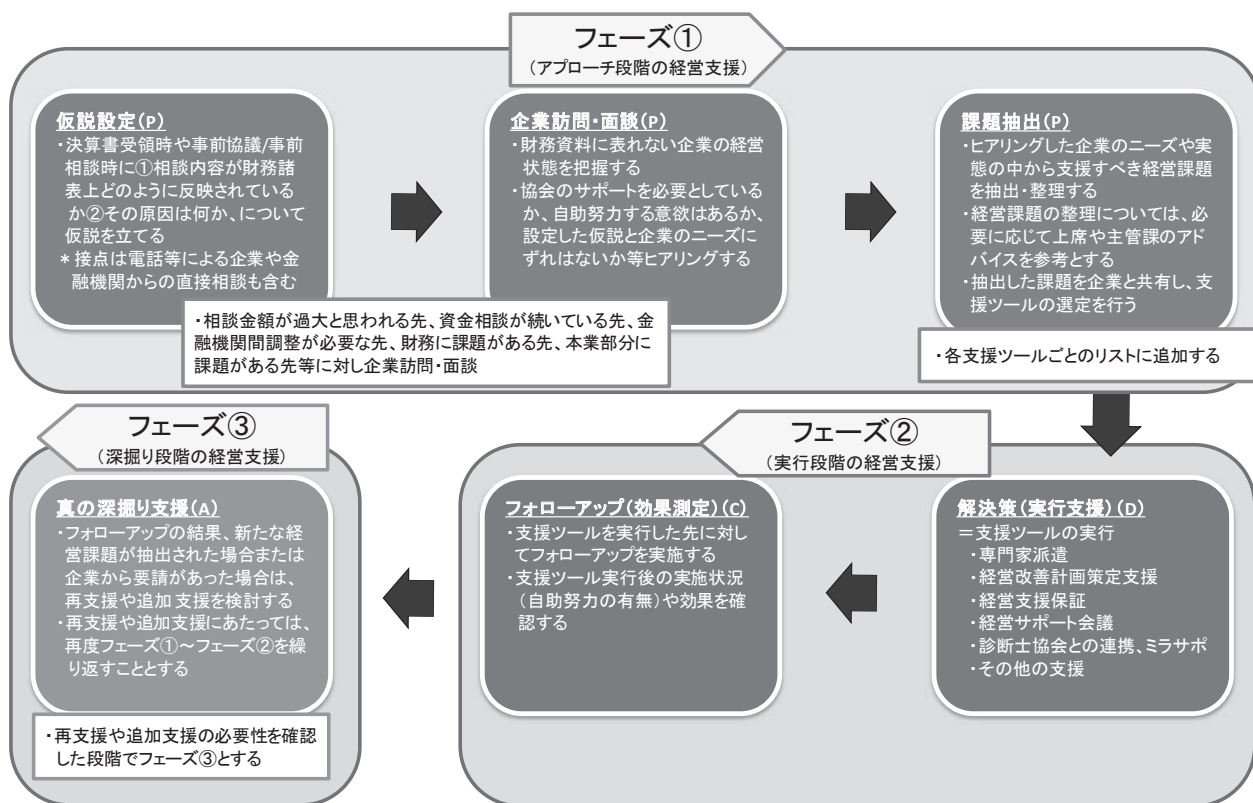 フェーズ①
(アプローチ段階の経営支援)
仮説設定(P)
・決算書受領時や事前協議/事前
相談時に①相談内容が財務諸
表上どのように反映されている
か②その原因は何か、について
仮説を立てる
*接点は電話等による企業や金
融機関からの直接相談も含む
企業訪問・面談(P)
・財務資料に表れない企業の経営
状態を把握する
・協会のサポートを必要としている
か、自助努力する意欲はあるか、
設定した仮説と企業のニーズに
ずれはないか等ヒアリングする
・相談金額が過大と思われる先、資金相談が続いている先、金
融機関間調整が必要な先、財務に課題がある先、本業部分に
課題がある先等に対し企業訪問・面談
課題抽出(P)
・ヒアリングした企業のニーズや実
態の中から支援すべき経営課題
を抽出・整理する
・経営課題の整理については、必
要に応じて上席や主管課のアド
バイスを参考とする
・抽出した課題を企業と共有し、支
援ツールの選定を行う
・各支援ツールごとのリストに追加する
フェーズ②
(実行段階の経営支援)
解決策(実行支援)(D)
=支援ツールの実行
・専門家派遣
・経営改善計画策定支援
・経営支援保証
・経営サポート会議
・診断士協会との連携、ミラサポ
・その他の支援
フォローアップ(効果測定)(C)
・支援ツールを実行した先に対し
てフォローアップを実施する
・支援ツール実行後の実施状況
(自助努力の有無)や効果を確
認する
フェーズ③
(深掘り段階の経営支援)
真の深掘り支援(A)
・フォローアップの結果、新たな経
営課題が抽出された場合または
企業から要請があった場合は、
再支援や追加支援を検討する
・再支援や追加支援にあたっては、
再度フェーズ①~フェーズ②を繰
り返すこととする
・再支援や追加支援の必要性を確認
した段階でフェーズ③とする